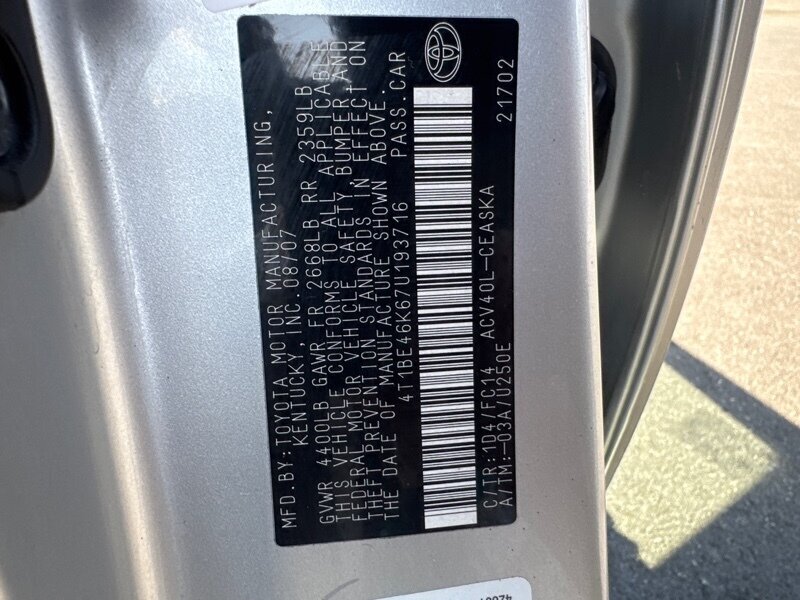 MFD.BY:TOYOTA MOTOR MANUFACTURING,
KENTUCKY,INC.08/07
GVWR 4400LB GAWR FR 2668LB RR 2359LB
THIS VEHICLE CONFORMS TO ALL APPLICABLE
FEDERAL MOTOR VEHICLE SAFETY,BUMPER,AND
THEFT PREVENTION STANDARDS IN EFFECT ON
THE DATE OF MANUFACTURE SHOWN ABOVE.
4T1BE46K67U193716 PASS.CAR
C/TR:1D4/FC14 ACV40L-CEASKA 21702
A/TM:-03A/U250E